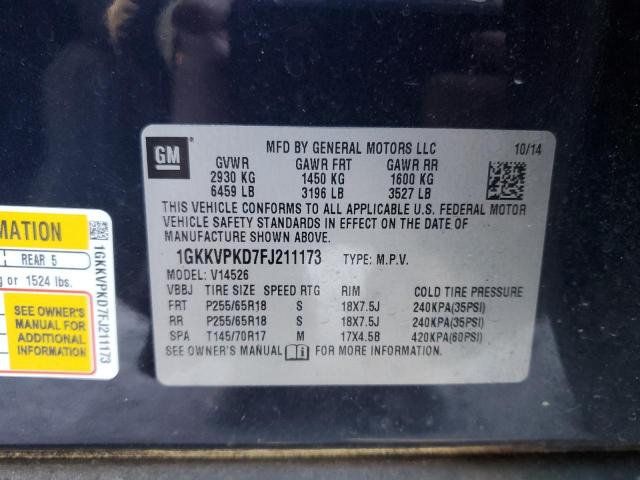 GM
MFD BY GENERAL MOTORS LLC 10/14
GVWR GAWR FRT GAWR RR
2930 KG 1450 KG 1600 KG
6459 LB 3196 LB 3527 LB
THIS VEHICLE CONFORMS TO ALL APPLICABLE U.S. FEDERAL MOTOR
VEHICLE SAFETY STANDARDS IN EFFECT ON THE DATE OF
MANUFACTURE SHOWN ABOVE.
1GKKVPKD7FJ211173 TYPE: M.P.V.
MODEL: V14526
VBBJ TIRE SIZE SPEED RTG RIM COLD TIRE PRESSURE
FRT P255/65R18 S 18X7.5J 240KPA(35PSI)
RR P255/65R18 S 18X7.5J 240KPA(35PSI)
SPA T145/70R17 M 17X4.5B 420KPA(60PSI)
SEE OWNER'S MANUAL FOR MORE INFORMATION
REAR 5
or 1524 lbs.
SEE OWNER'S
MANUAL FOR
ADDITIONAL
INFORMATION
1GKKVPKD7FJ211173